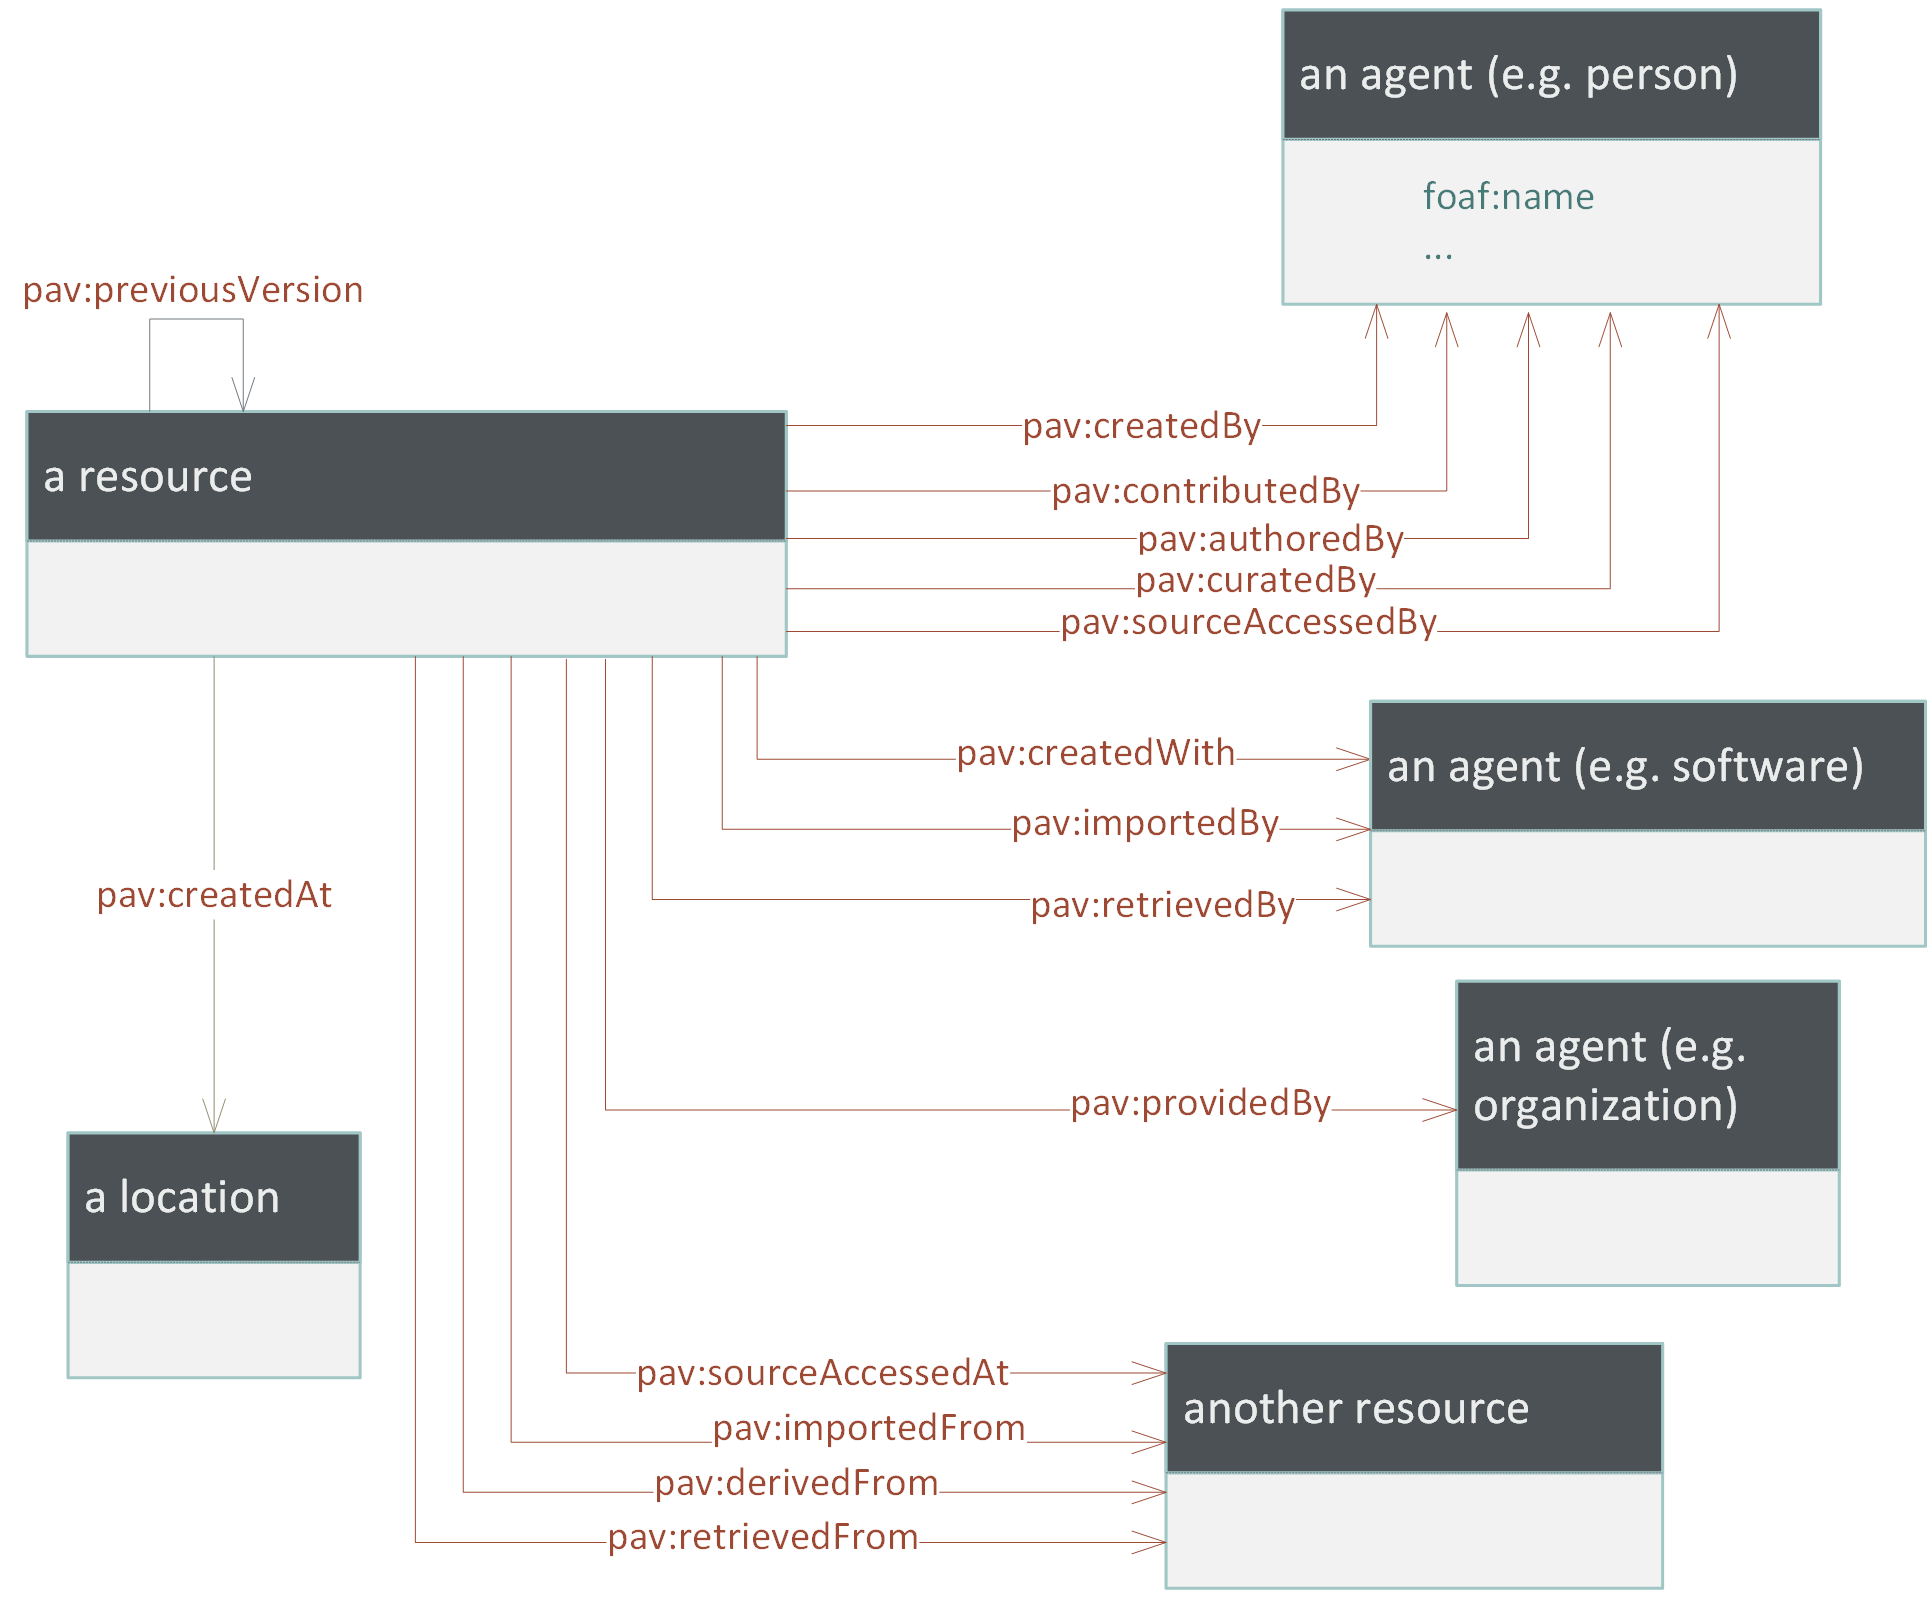 an agent (e.g. person)
foaf:name
...
pav:previousVersion
a resource
pav:createdBy
pav:contributedBy
pav:authoredBy
pav:curatedBy
pav:sourceAccessedBy
pav:createdWith
an agent (e.g. software)
pav:importedBy
pav:retrievedBy
pav:createdAt
an agent (e.g.
organization)
pav:providedBy
a location
pav:sourceAccessedAt
another resource
pav:importedFrom
pav:derivedFrom
pav:retrievedFrom